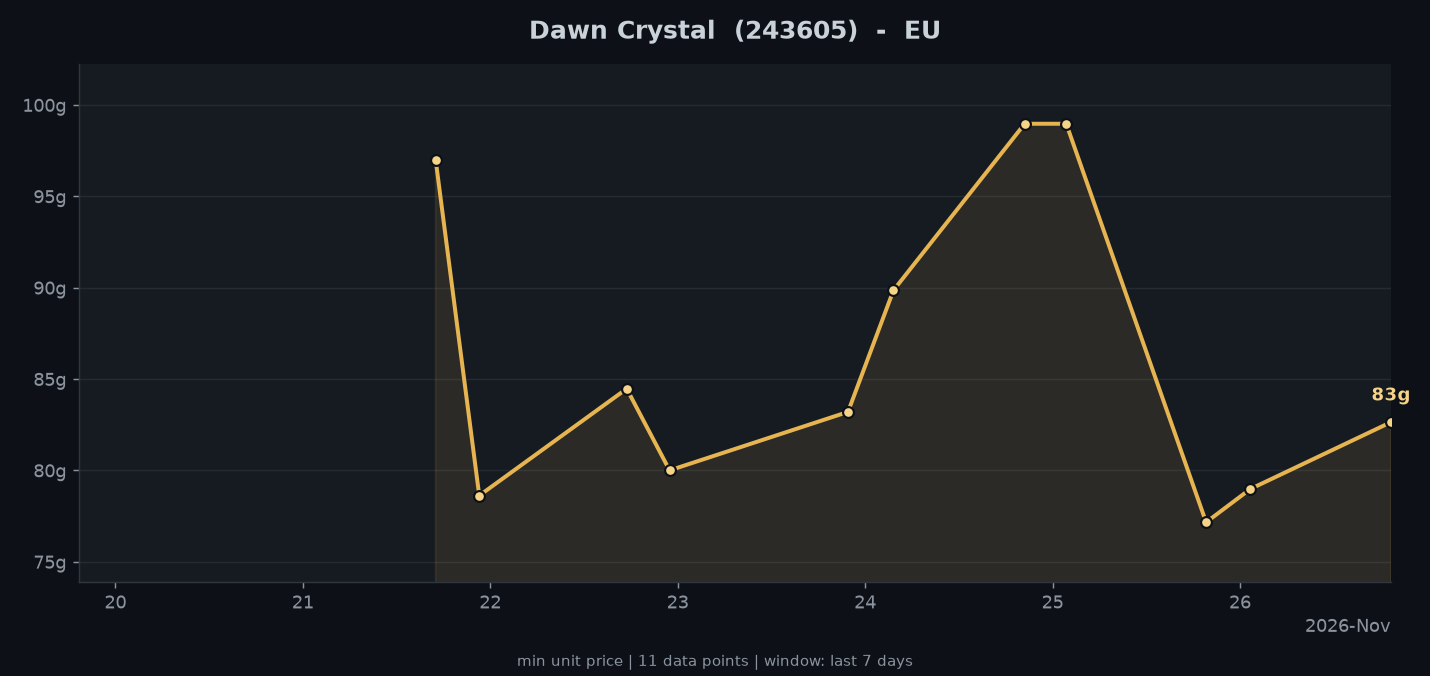 Dawn Crystal (243605) - EU
100g
95g
90g
85g
83g
80g
75g
20 21 22 23 24 25 26
2026-Nov
min unit price | 11 data points | window: last 7 days